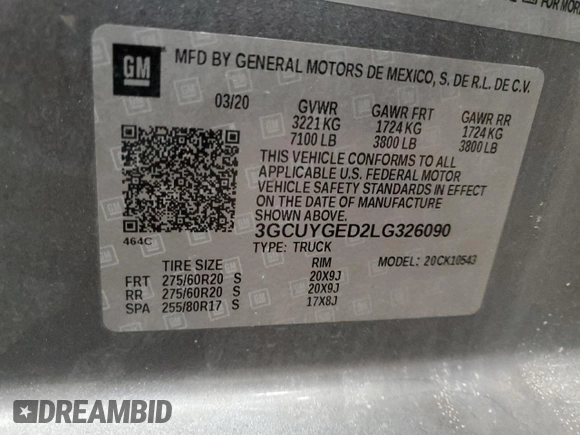 FOR MOR
GM
MFD BY GENERAL MOTORS DE MEXICO, S. DE R.L. DE C.V.
03/20 GVWR GAWR FRT GAWR RR
3221 KG 1724 KG 1724 KG
7100 LB 3800 LB 3800 LB
THIS VEHICLE CONFORMS TO ALL
APPLICABLE U.S. FEDERAL MOTOR
VEHICLE SAFETY STANDARDS IN EFFECT
ON THE DATE OF MANUFACTURE
SHOWN ABOVE.
464C
3GCUYGED2LG326090
TYPE: TRUCK MODEL: 20CK10543
TIRE SIZE RIM
FRT 275/60R20 S 20X9J
RR 275/60R20 S 20X9J
SPA 255/80R17 S 17X8J
DREAMBID